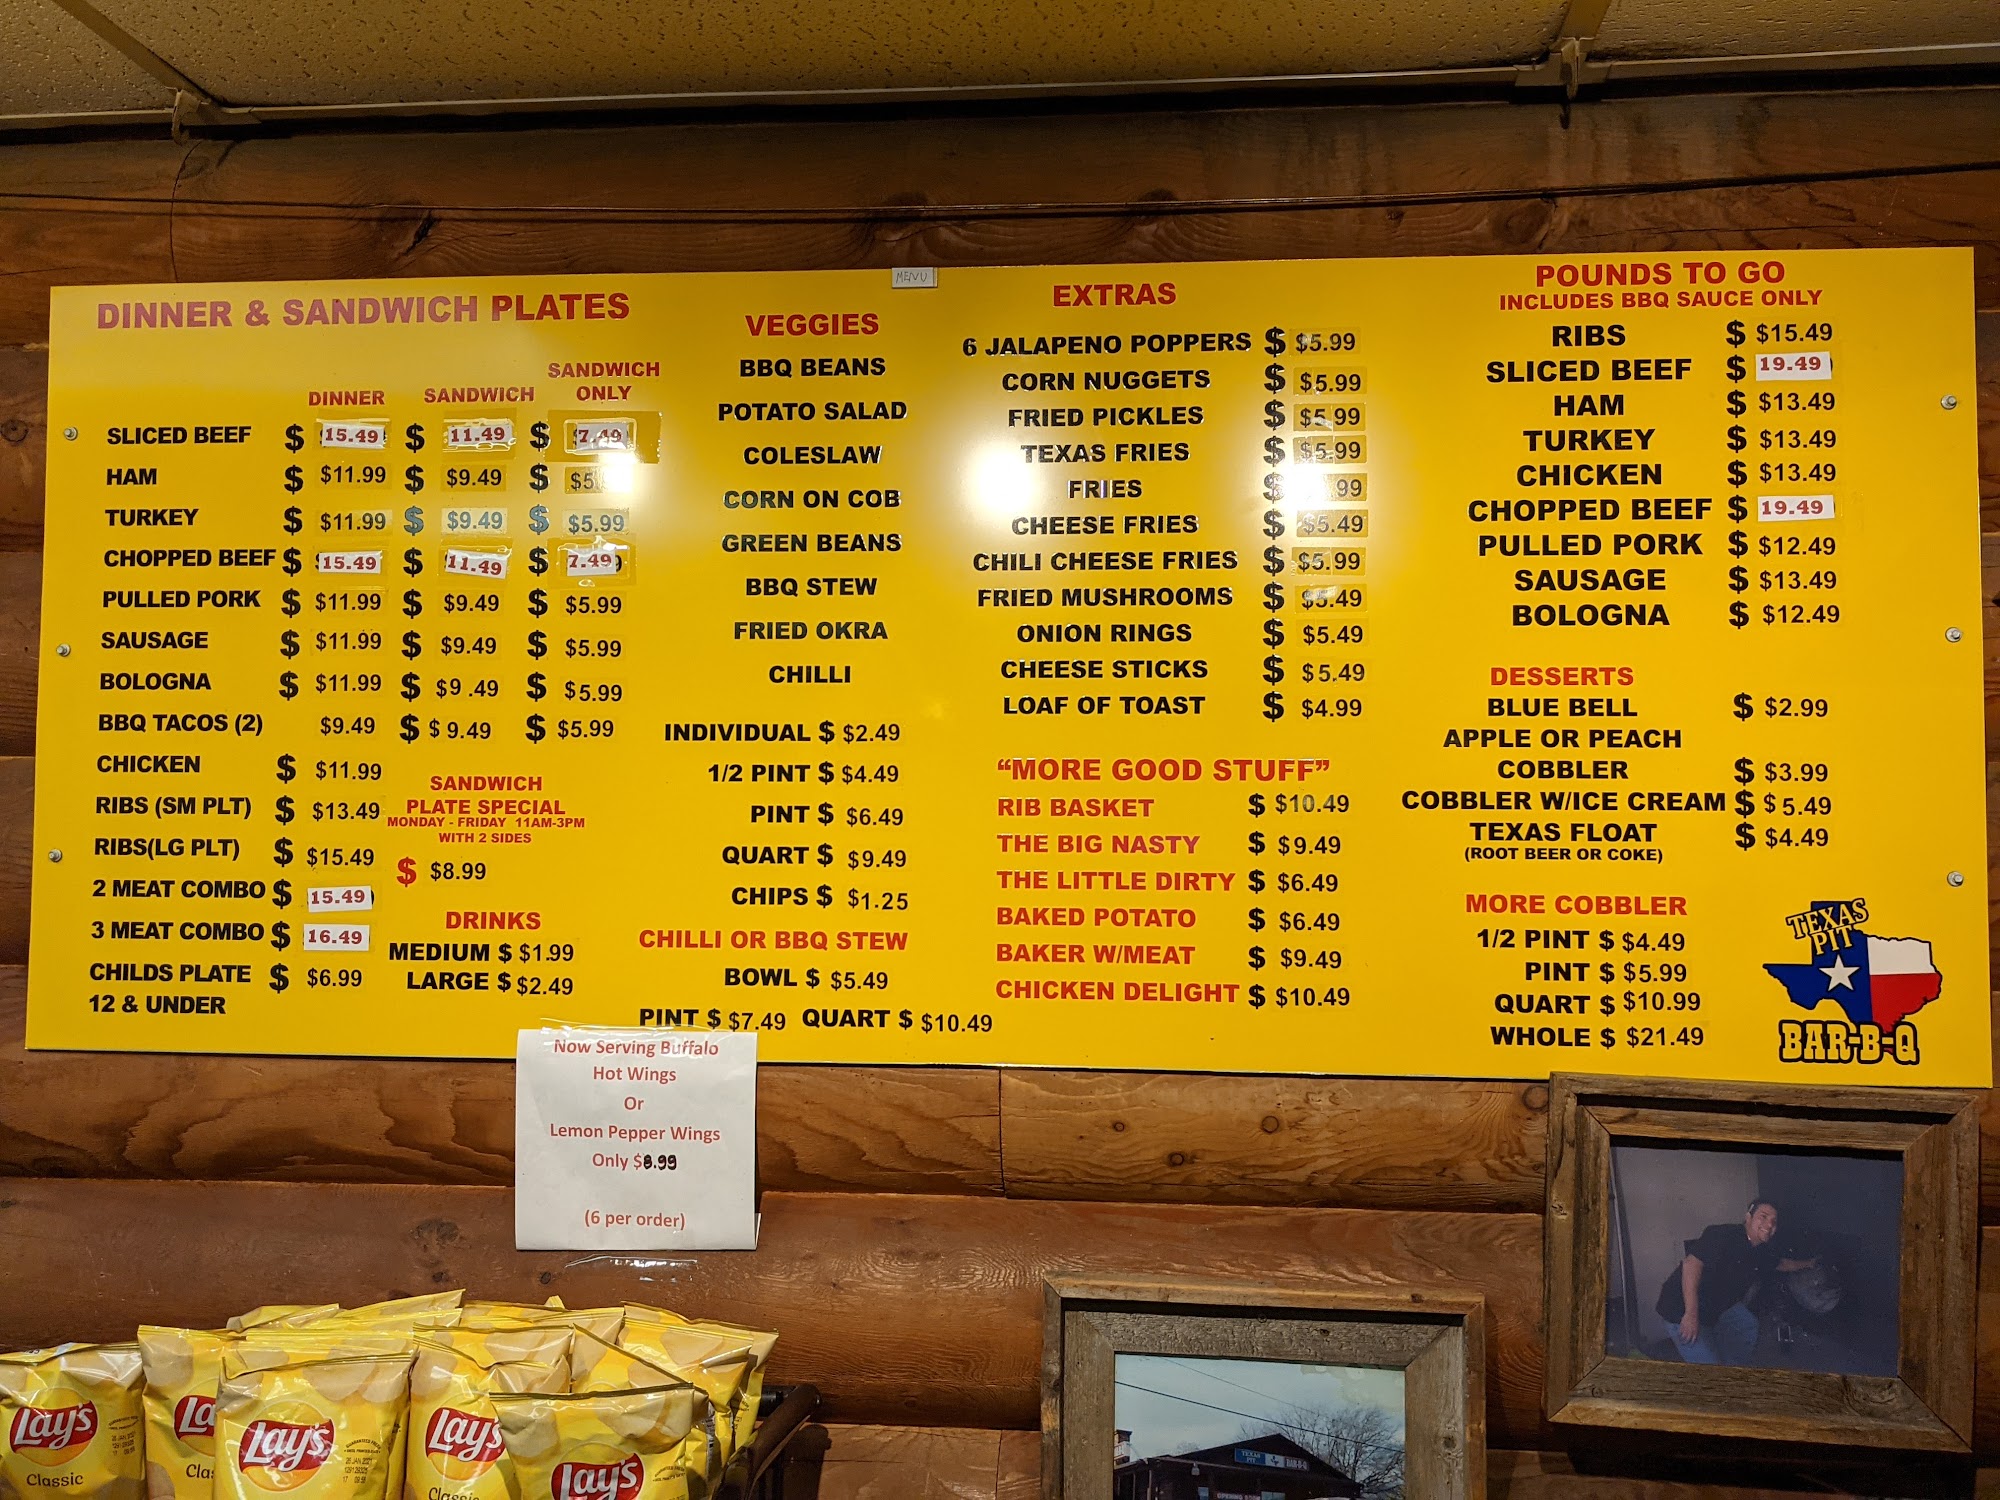 MENU
DINNER & SANDWICH PLATES
DINNER SANDWICH SANDWICH ONLY
SLICED BEEF $ 15.49 $ 11.49 $ 7.49
HAM $ $11.99 $ $9.49 $
TURKEY $ $11.99 $ $9.49 $ $5.99
CHOPPED BEEF $ 15.49 $ 11.49 $ 7.49
PULLED PORK $ $11.99 $ $9.49 $ $5.99
SAUSAGE $ $11.99 $ $9.49 $ $5.99
BOLOGNA $ $11.99 $ $9.49 $ $5.99
BBQ TACOS (2) $9.49 $ $9.49 $ $5.99
CHICKEN $ $11.99
RIBS (SM PLT) $ $13.49
RIBS(LG PLT) $ $15.49
2 MEAT COMBO $ 15.49
3 MEAT COMBO $ 16.49
CHILDS PLATE $ $6.99
12 & UNDER
SANDWICH
PLATE SPECIAL
MONDAY - FRIDAY 11AM-3PM
WITH 2 SIDES
$ $8.99
DRINKS
MEDIUM $ $1.99
LARGE $ $2.49
VEGGIES
BBQ BEANS
POTATO SALAD
COLESLAW
CORN ON COB
GREEN BEANS
BBQ STEW
FRIED OKRA
CHILLI
INDIVIDUAL $ $2.49
1/2 PINT $ $4.49
PINT $ $6.49
QUART $ $9.49
CHIPS $ $1.25
CHILLI OR BBQ STEW
BOWL $ $5.49
PINT $ $7.49 QUART $ $10.49
EXTRAS
6 JALAPENO POPPERS $ $5.99
CORN NUGGETS $ $5.99
FRIED PICKLES $ $5.99
TEXAS FRIES $ $5.99
FRIES $ .99
CHEESE FRIES $ $5.49
CHILI CHEESE FRIES $ $5.99
FRIED MUSHROOMS $ $5.49
ONION RINGS $ $5.49
CHEESE STICKS $ $5.49
LOAF OF TOAST $ $4.99
"MORE GOOD STUFF"
RIB BASKET $ $10.49
THE BIG NASTY $ $9.49
THE LITTLE DIRTY $ $6.49
BAKED POTATO $ $6.49
BAKER W/MEAT $ $9.49
CHICKEN DELIGHT $ $10.49
POUNDS TO GO
INCLUDES BBQ SAUCE ONLY
RIBS $ $15.49
SLICED BEEF $ 19.49
HAM $ $13.49
TURKEY $ $13.49
CHICKEN $ $13.49
CHOPPED BEEF $ 19.49
PULLED PORK $ $12.49
SAUSAGE $ $13.49
BOLOGNA $ $12.49
DESSERTS
BLUE BELL $ $2.99
APPLE OR PEACH
COBBLER $ $3.99
COBBLER W/ICE CREAM $ $5.49
TEXAS FLOAT $ $4.49
(ROOT BEER OR COKE)
MORE COBBLER
1/2 PINT $ $4.49
PINT $ $5.99
QUART $ $10.99
WHOLE $ $21.49
TEXAS
PIT
BAR-B-Q
Now Serving Buffalo
Hot Wings
Or
Lemon Pepper Wings
Only $8.99
(6 per order)
Lay's
Classic
La
Cla
Lay's
Lay's
Classic
Lay's
TEXAS PIT BAR-B-Q